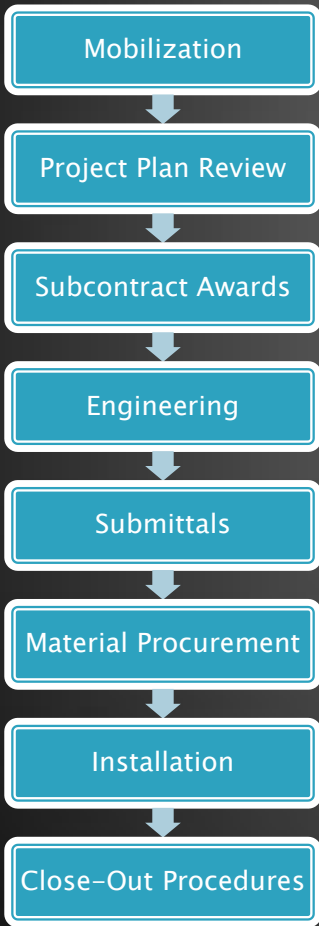 Mobilization
Project Plan Review
Subcontract Awards
Engineering
Submittals
Material Procurement
Installation
Close-Out Procedures